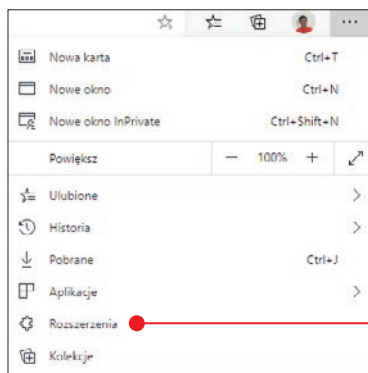 Nowa karta Ctrl+T
Nowe okno Ctrl+N
Nowe okno InPrivate Ctrl+Shift+N
Powiększ — 100% +
Ulubione
Historia
Pobrane Ctrl+J
Aplikacje
Rozszerzenia
Kolekcje